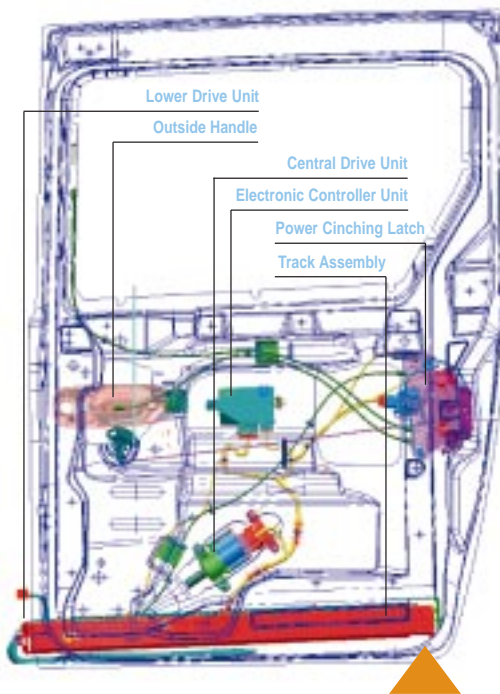 Lower Drive Unit
Outside Handle
Central Drive Unit
Electronic Controller Unit
Power Cinching Latch
Track Assembly